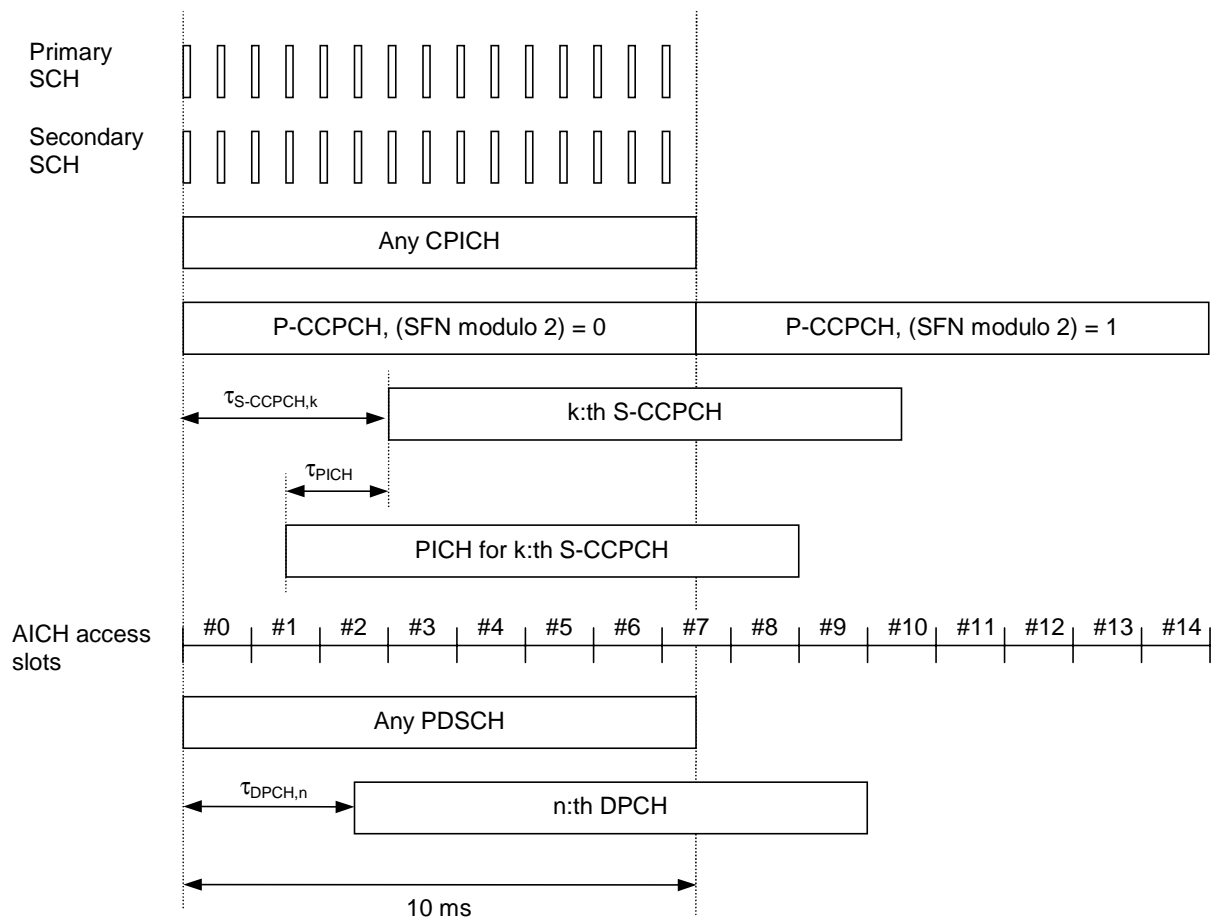 Primary
SCH
Secondary
SCH
Any CPICH
P-CCPCH, (SFN modulo 2) = 0
P-CCPCH, (SFN modulo 2) = 1
τS-CCPCH,k
k:th S-CCPCH
τPICH
PICH for k:th S-CCPCH
AICH access
slots
#0 #1 #2 #3 #4 #5 #6 #7 #8 #9 #10 #11 #12 #13 #14
Any PDSCH
τDPCH,n
n:th DPCH
10 ms